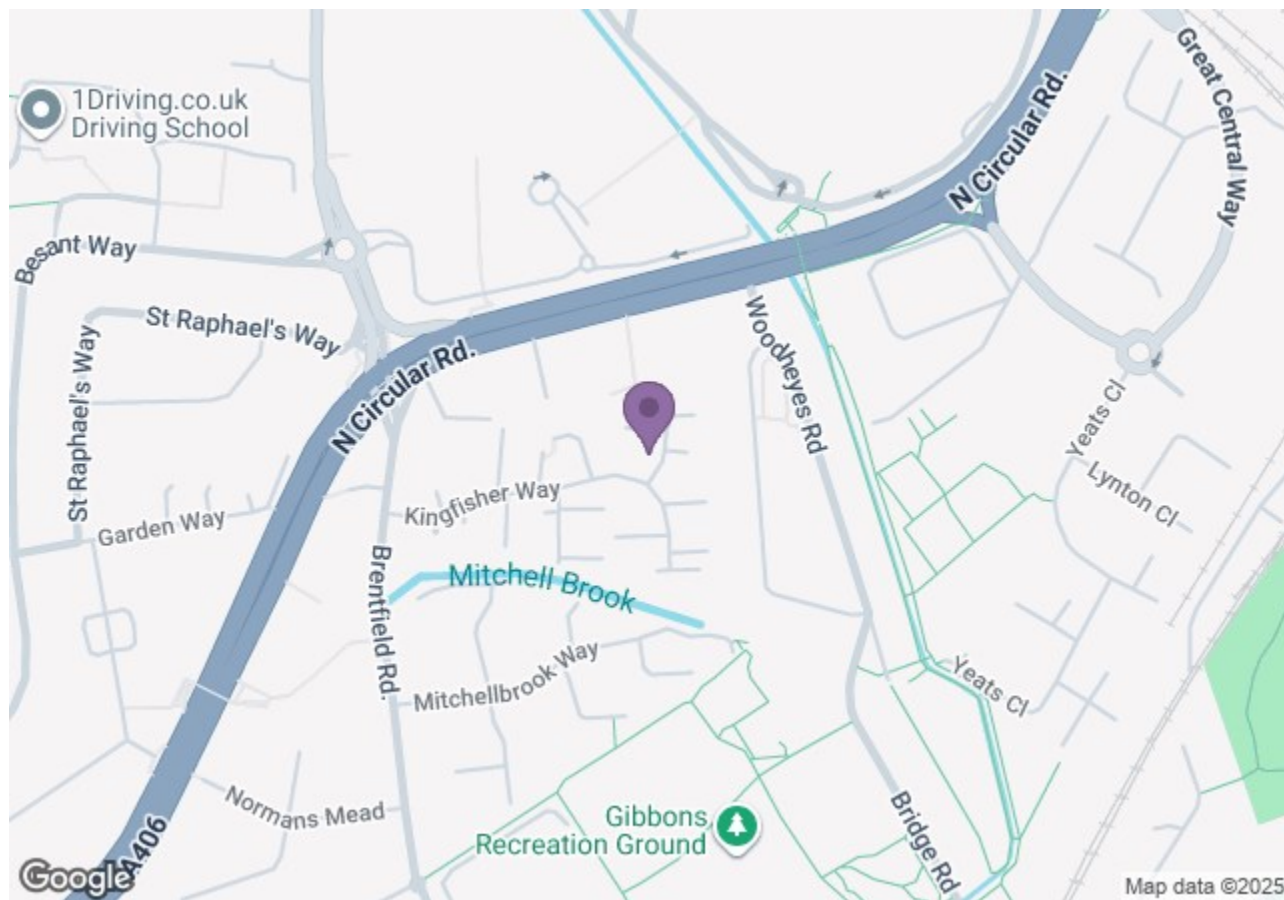 1Driving.co.uk
Driving School
Great Central Way
N Circular Rd.
Besant Way
St Raphael's Way
St Raphael's Way
N Circular Rd.
Woodheyes Rd
Yeats Cl
Lynton Cl
Kingfisher Way
Garden Way
Brentfield Rd.
Mitchell Brook
Mitchellbrook Way
Yeats Cl
Normans Mead
Gibbons
Recreation Ground
Bridge Rd
A406
Google
Map data ©2025